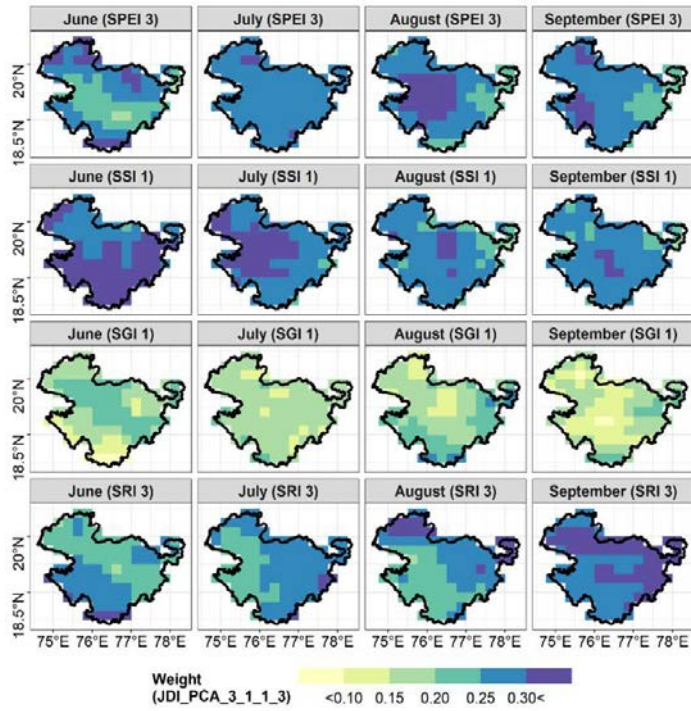 June (SPEI 3) July (SPEI 3) August (SPEI 3) September (SPEI 3)
20°N
18.5°N
June (SSI 1) July (SSI 1) August (SSI 1) September (SSI 1)
20°N
18.5°N
June (SGI 1) July (SGI 1) August (SGI 1) September (SGI 1)
20°N
18.5°N
June (SRI 3) July (SRI 3) August (SRI 3) September (SRI 3)
20°N
18.5°N
75°E 76°E 77°E 78°E 75°E 76°E 77°E 78°E 75°E 76°E 77°E 78°E 75°E 76°E 77°E 78°E
Weight
(JDI_PCA_3_1_1_3) <0.10 0.15 0.20 0.25 0.30<